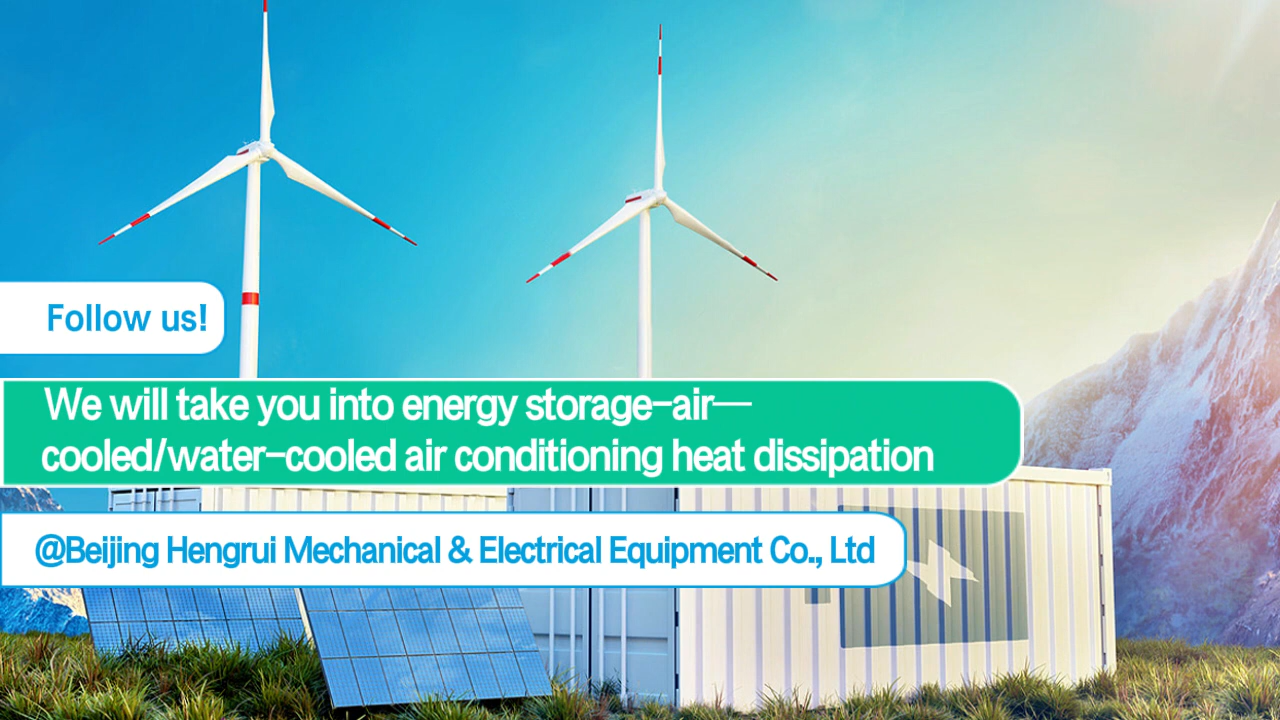 Follow us!
We will take you into energy storage-air—
cooled/water-cooled air conditioning heat dissipation
@Beijing Hengrui Mechanical & Electrical Equipment Co., Ltd